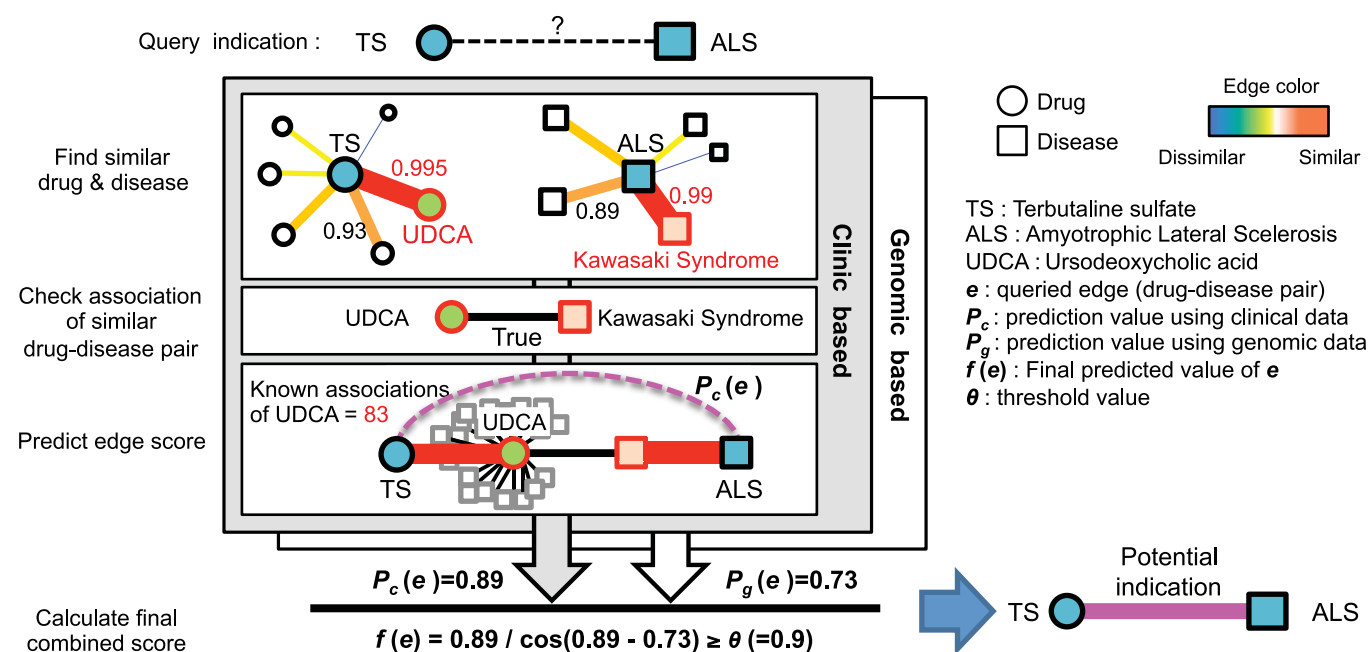 Query indication :
TS
?
ALS
Find similar
drug & disease
TS
0.995
UDCA
0.93
ALS
0.89
0.99
Kawasaki Syndrome
Check association
of similar
drug-disease pair
UDCA
True
Kawasaki Syndrome
Predict edge score
Known associations
of UDCA = 83
Pc(e)
UDCA
TS
ALS
Clinic based
Genomic based
Drug
Disease
Edge color
Dissimilar
Similar
TS : Terbutaline sulfate
ALS : Amyotrophic Lateral Scelerosis
UDCA : Ursodeoxycholic acid
e : queried edge (drug-disease pair)
Pc : prediction value using clinical data
Pg : prediction value using genomic data
f (e) : Final predicted value of e
θ : threshold value
Calculate final
combined score
Pc(e)=0.89
Pg(e)=0.73
f (e) = 0.89 / cos(0.89 - 0.73) ≥ θ (=0.9)
Potential
indication
TS
ALS